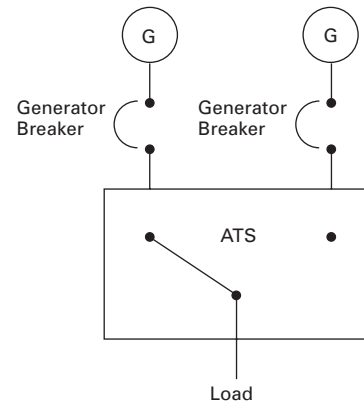 G
G
Generator
Breaker
Generator
Breaker
ATS
Load